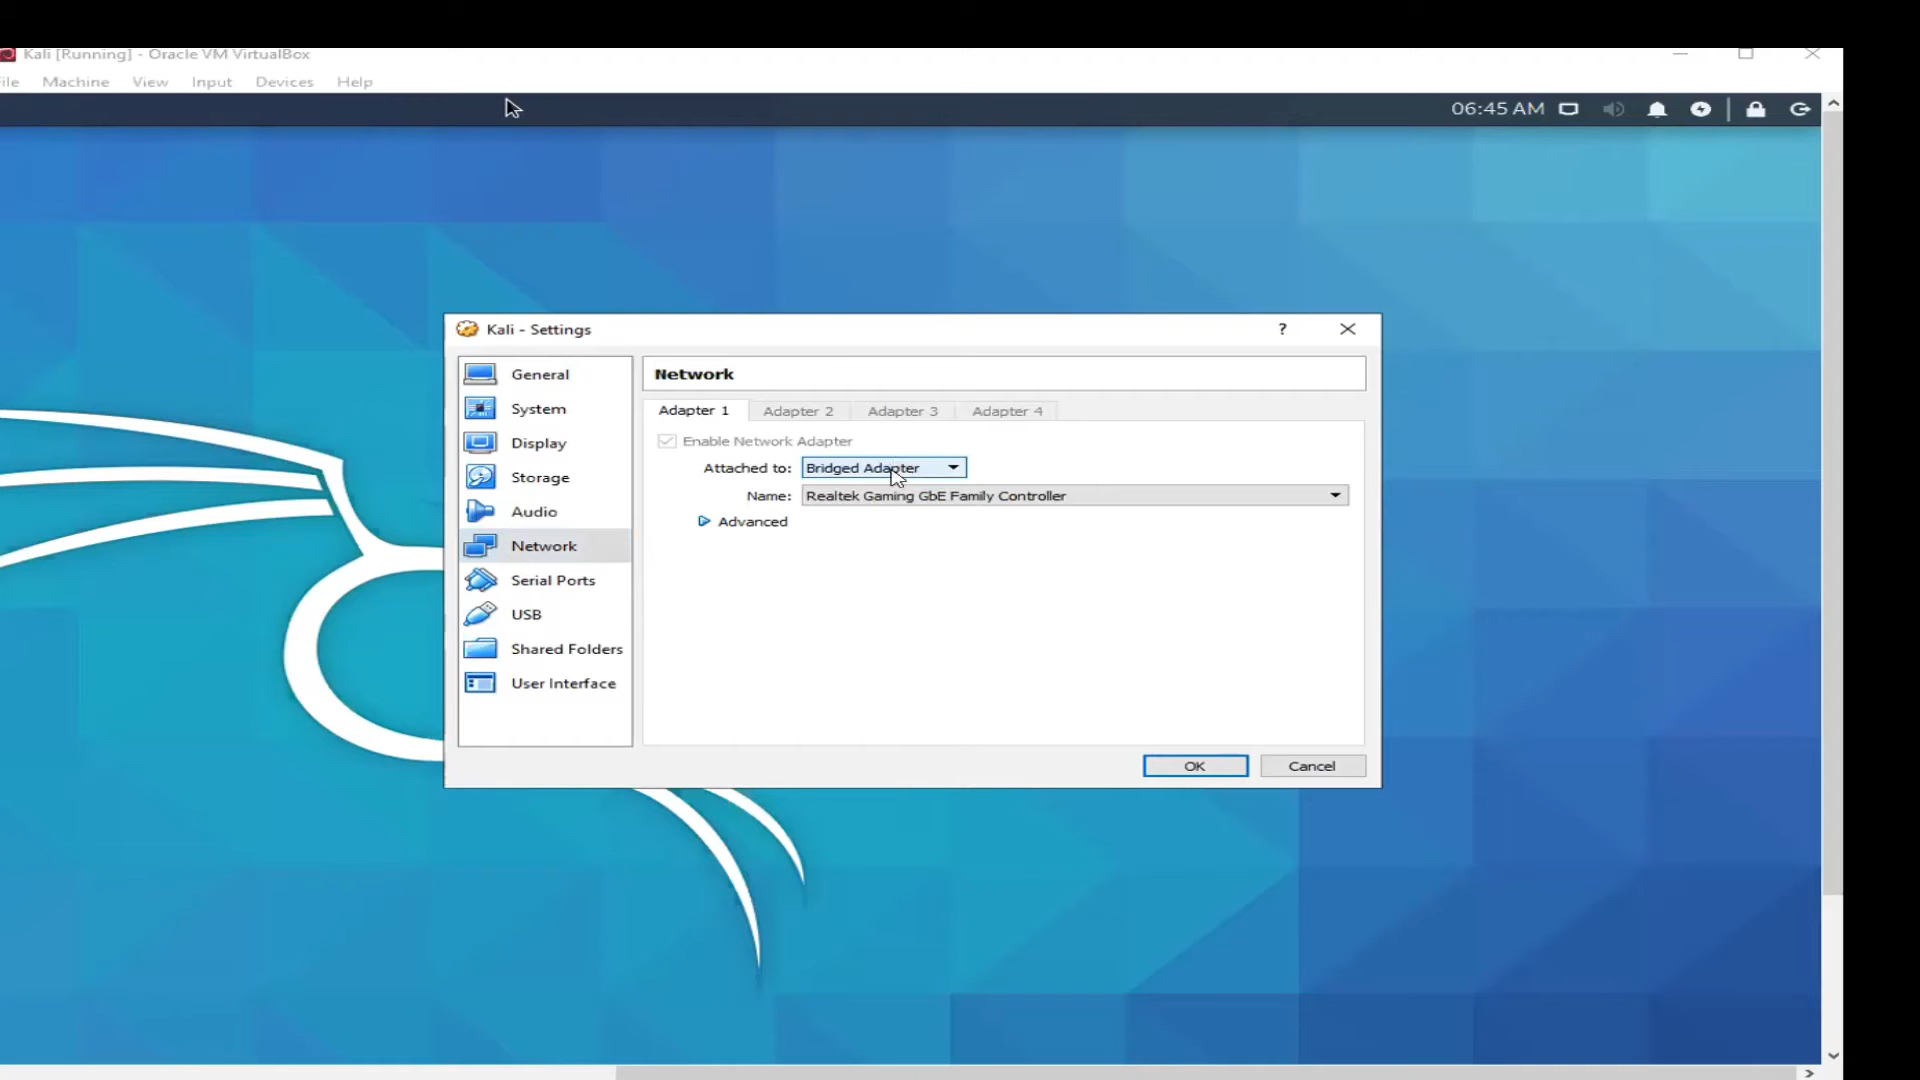 Kali [Running] - Oracle VM VirtualBox
File Machine View Input Devices Help
06:45 AM
Kali - Settings
?
General
System
Display
Storage
Audio
Network
Serial Ports
USB
Shared Folders
User Interface
Network
Adapter 1 Adapter 2 Adapter 3 Adapter 4
Enable Network Adapter
Attached to: Bridged Adapter
Name: Realtek Gaming GbE Family Controller
Advanced
OK Cancel